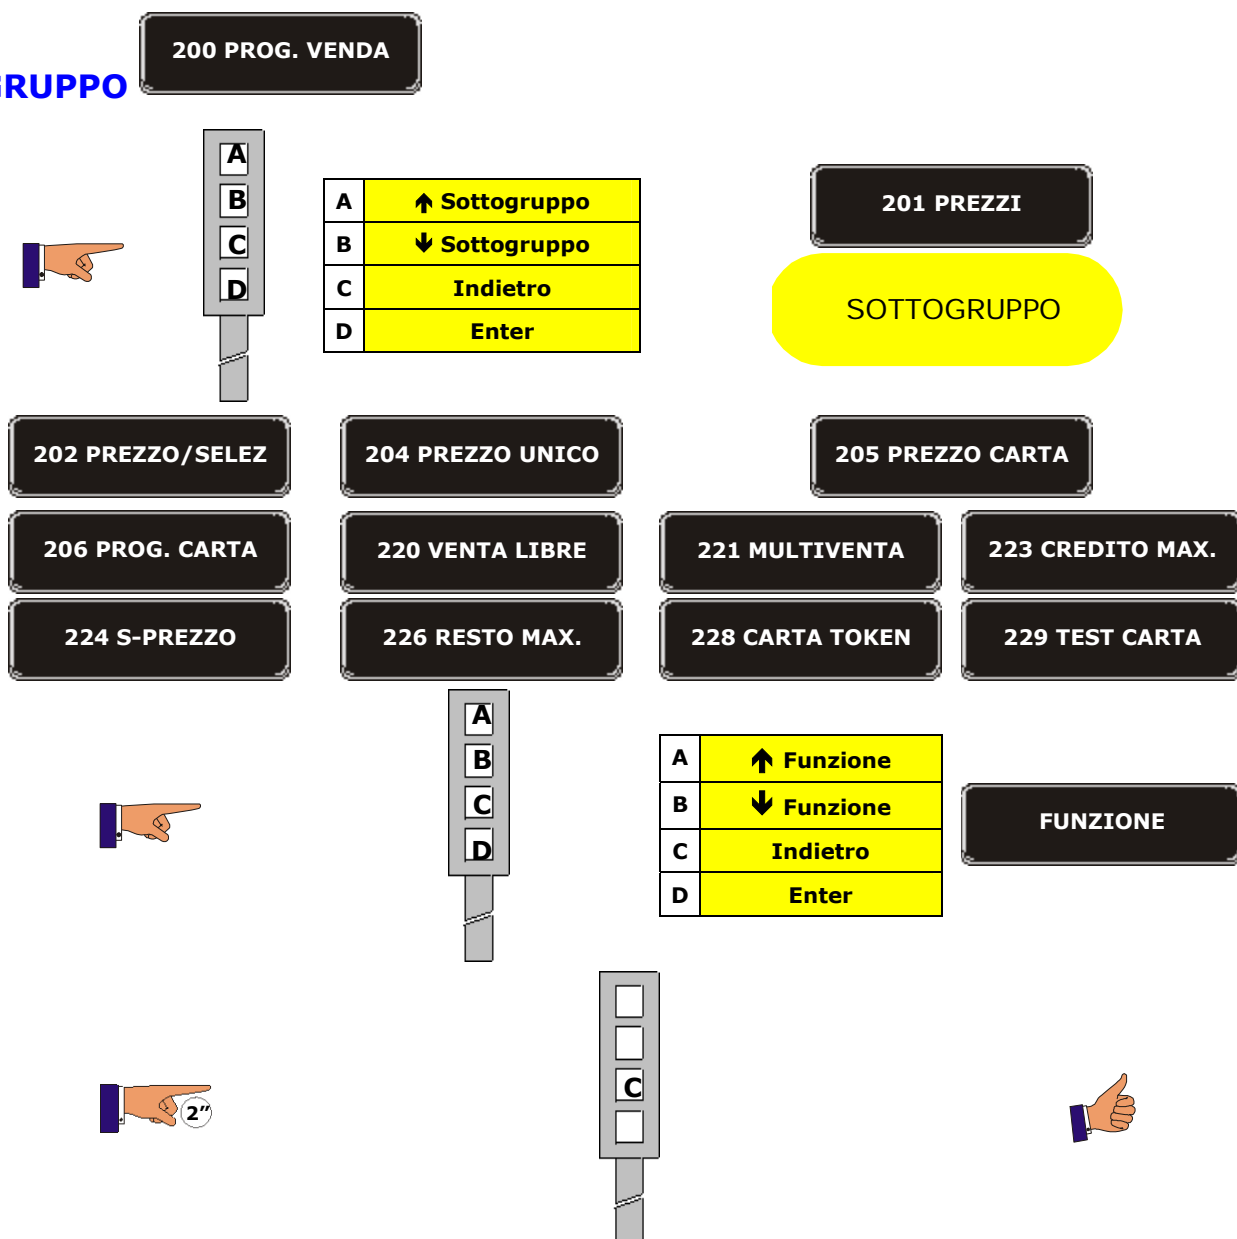 200 PROG. VENDA
GRUPPO
A
B
C
D
A ↑ Sottogruppo
B ↓ Sottogruppo
C Indietro
D Enter
201 PREZZI
SOTTOGRUPPO
202 PREZZO/SELEZ
204 PREZZO UNICO
205 PREZZO CARTA
206 PROG. CARTA
220 VENTA LIBRE
221 MULTIVENTA
223 CREDITO MAX.
224 S-PREZZO
226 RESTO MAX.
228 CARTA TOKEN
229 TEST CARTA
A
B
C
D
A ↑ Funzione
B ↓ Funzione
C Indietro
D Enter
FUNZIONE
2”
C